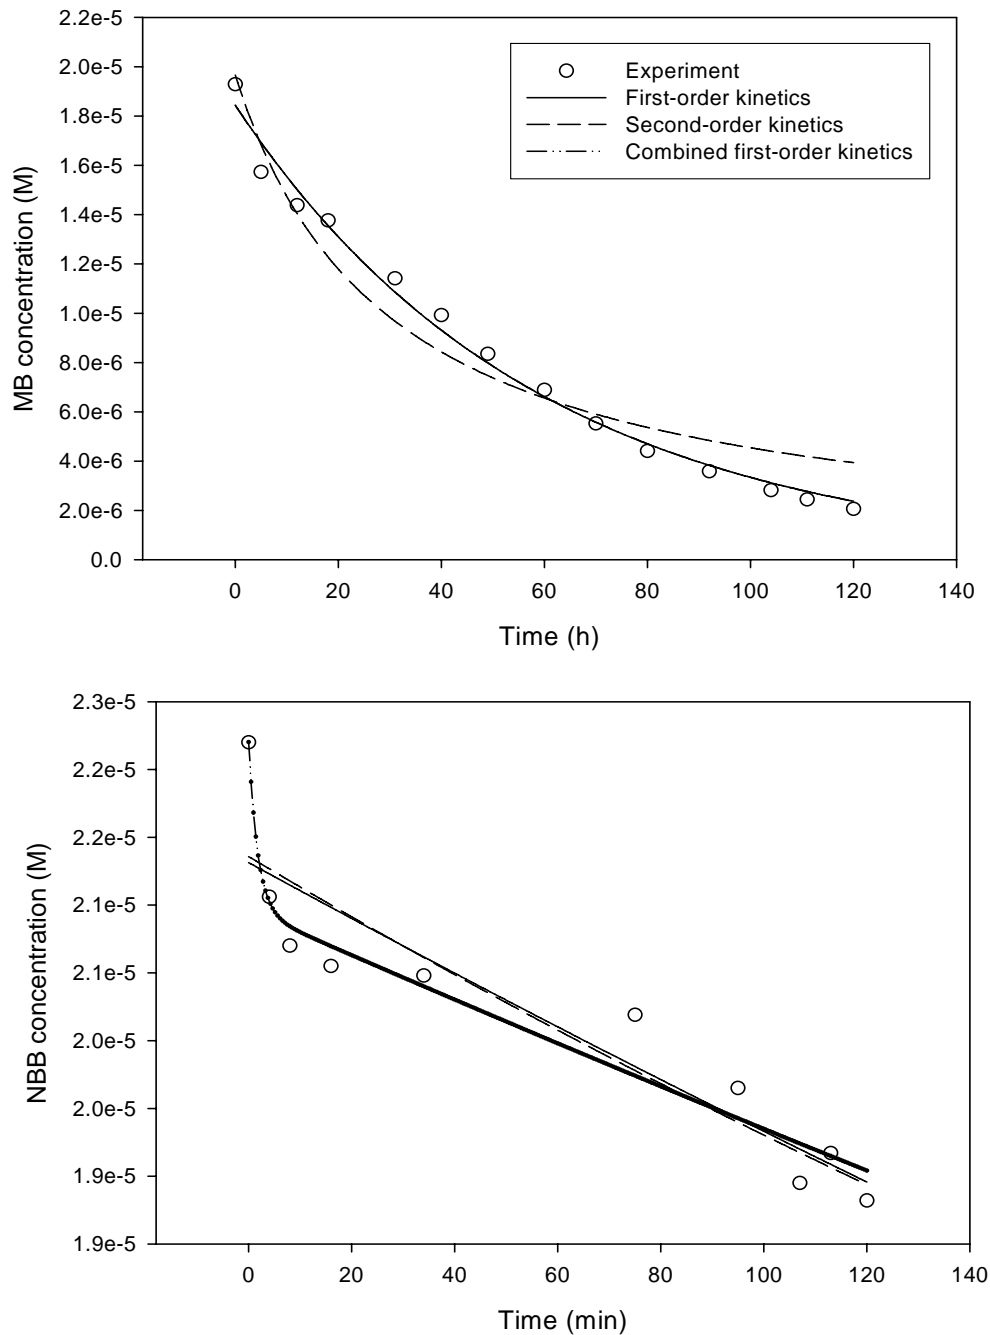 2.2e-5
2.0e-5
1.8e-5
1.6e-5
1.4e-5
1.2e-5
1.0e-5
8.0e-6
6.0e-6
4.0e-6
2.0e-6
0.0
MB concentration (M)
Experiment
First-order kinetics
Second-order kinetics
Combined first-order kinetics
0 20 40 60 80 100 120 140
Time (h)
2.3e-5
2.2e-5
2.2e-5
2.1e-5
2.1e-5
2.0e-5
2.0e-5
1.9e-5
1.9e-5
NBB concentration (M)
0 20 40 60 80 100 120 140
Time (min)